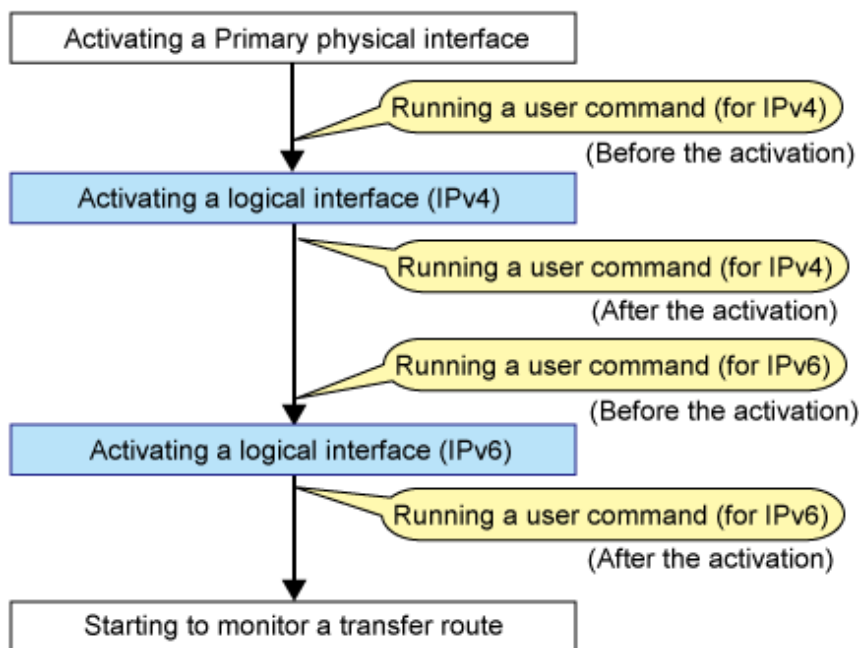 Activating a Primary physical interface
Running a user command (for IPv4)
(Before the activation)
Activating a logical interface (IPv4)
Running a user command (for IPv4)
(After the activation)
Running a user command (for IPv6)
(Before the activation)
Activating a logical interface (IPv6)
Running a user command (for IPv6)
(After the activation)
Starting to monitor a transfer route